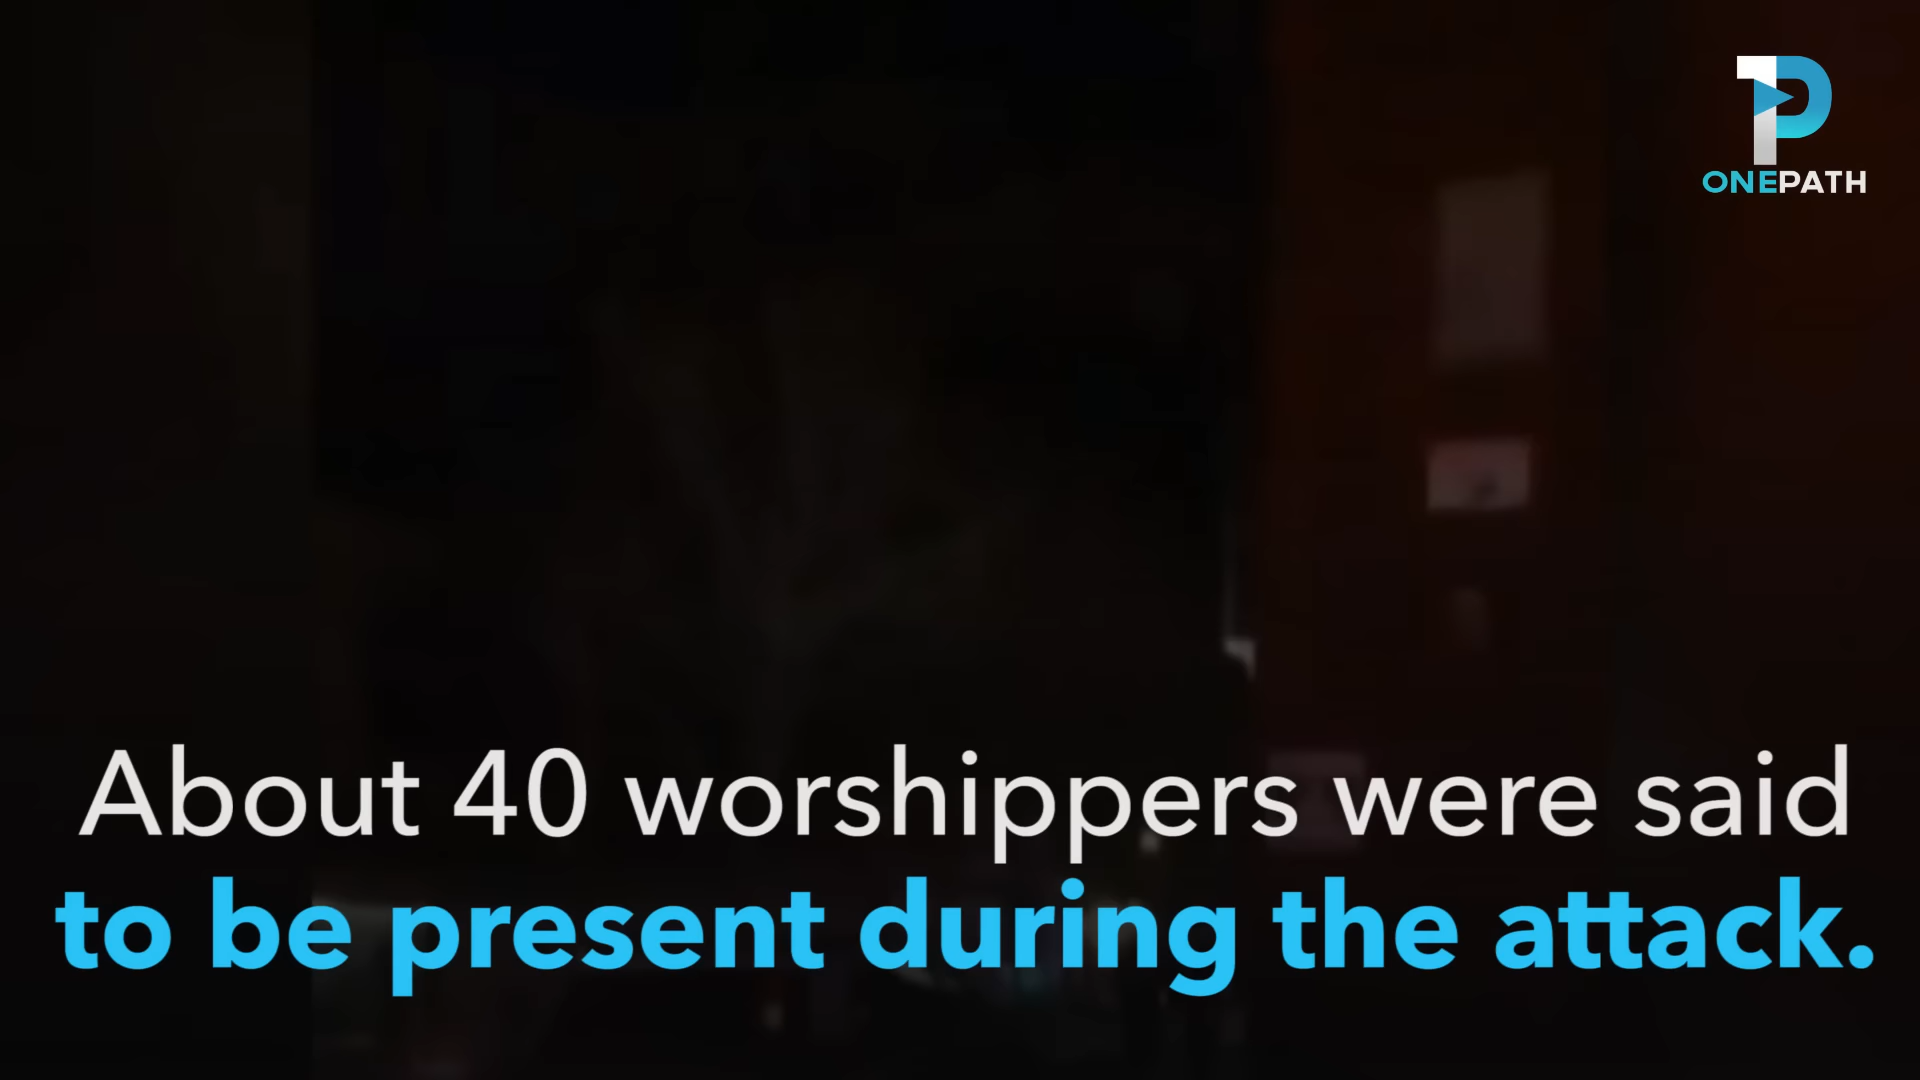 ONEPATH
About 40 worshippers were said
to be present during the attack.